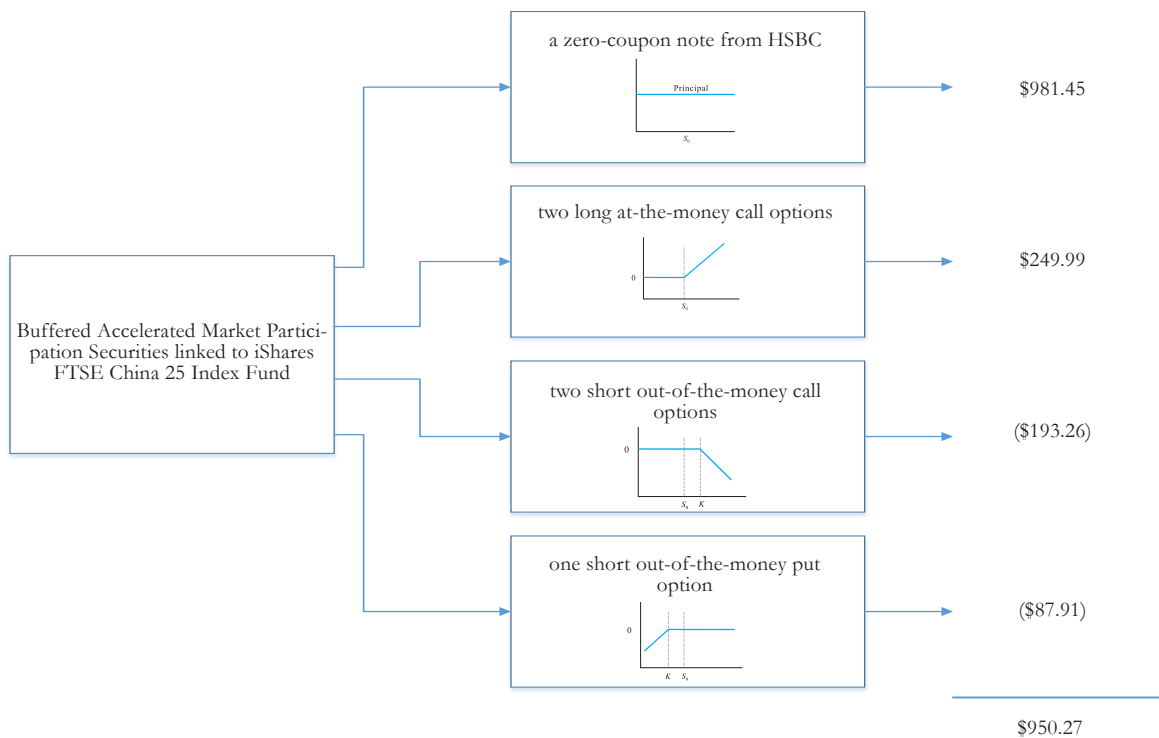 a zero-coupon note from HSBC
Principal
S₀
$981.45
two long at-the-money call options
0
S₀
$249.99
Buffered Accelerated Market Partici-
pation Securities linked to iShares
FTSE China 25 Index Fund
two short out-of-the-money call
options
0
S₀ K
($193.26)
one short out-of-the-money put
option
0
K S₀
($87.91)
$950.27